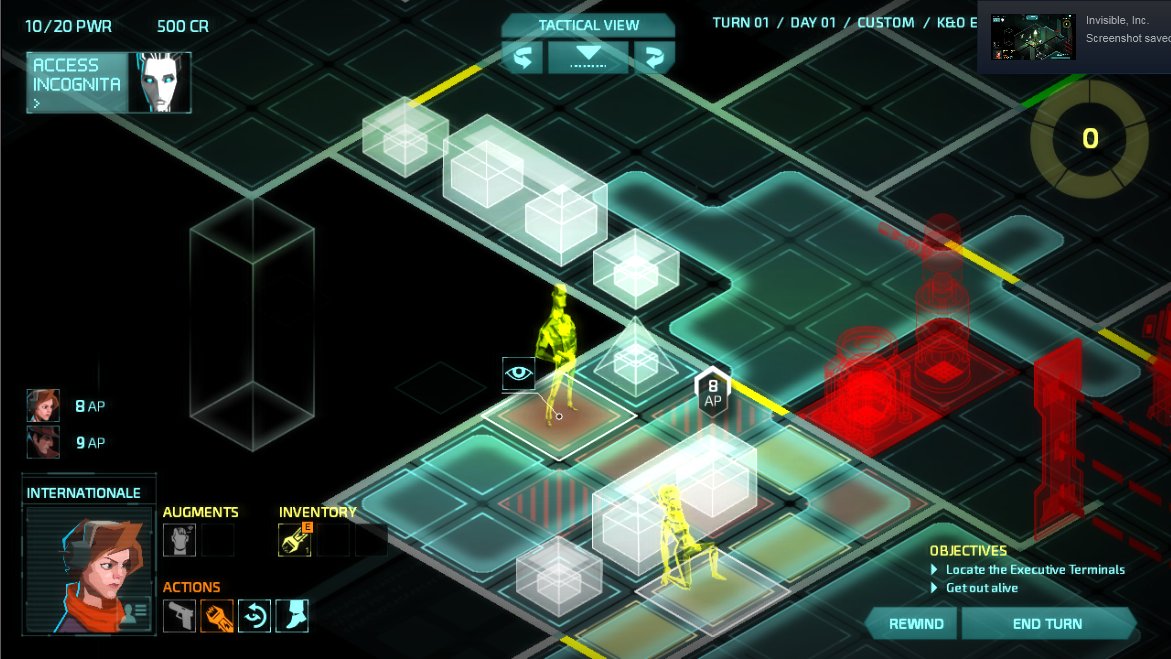 10/20 PWR
500 CR
TACTICAL VIEW
TURN 01 / DAY 01 / CUSTOM / K&O E
Invisible, Inc.
Screenshot saved
ACCESS
INCOGNITA
>
0
8
AP
8 AP
9 AP
INTERNATIONALE
AUGMENTS
INVENTORY
E
ACTIONS
OBJECTIVES
Locate the Executive Terminals
Get out alive
REWIND
END TURN